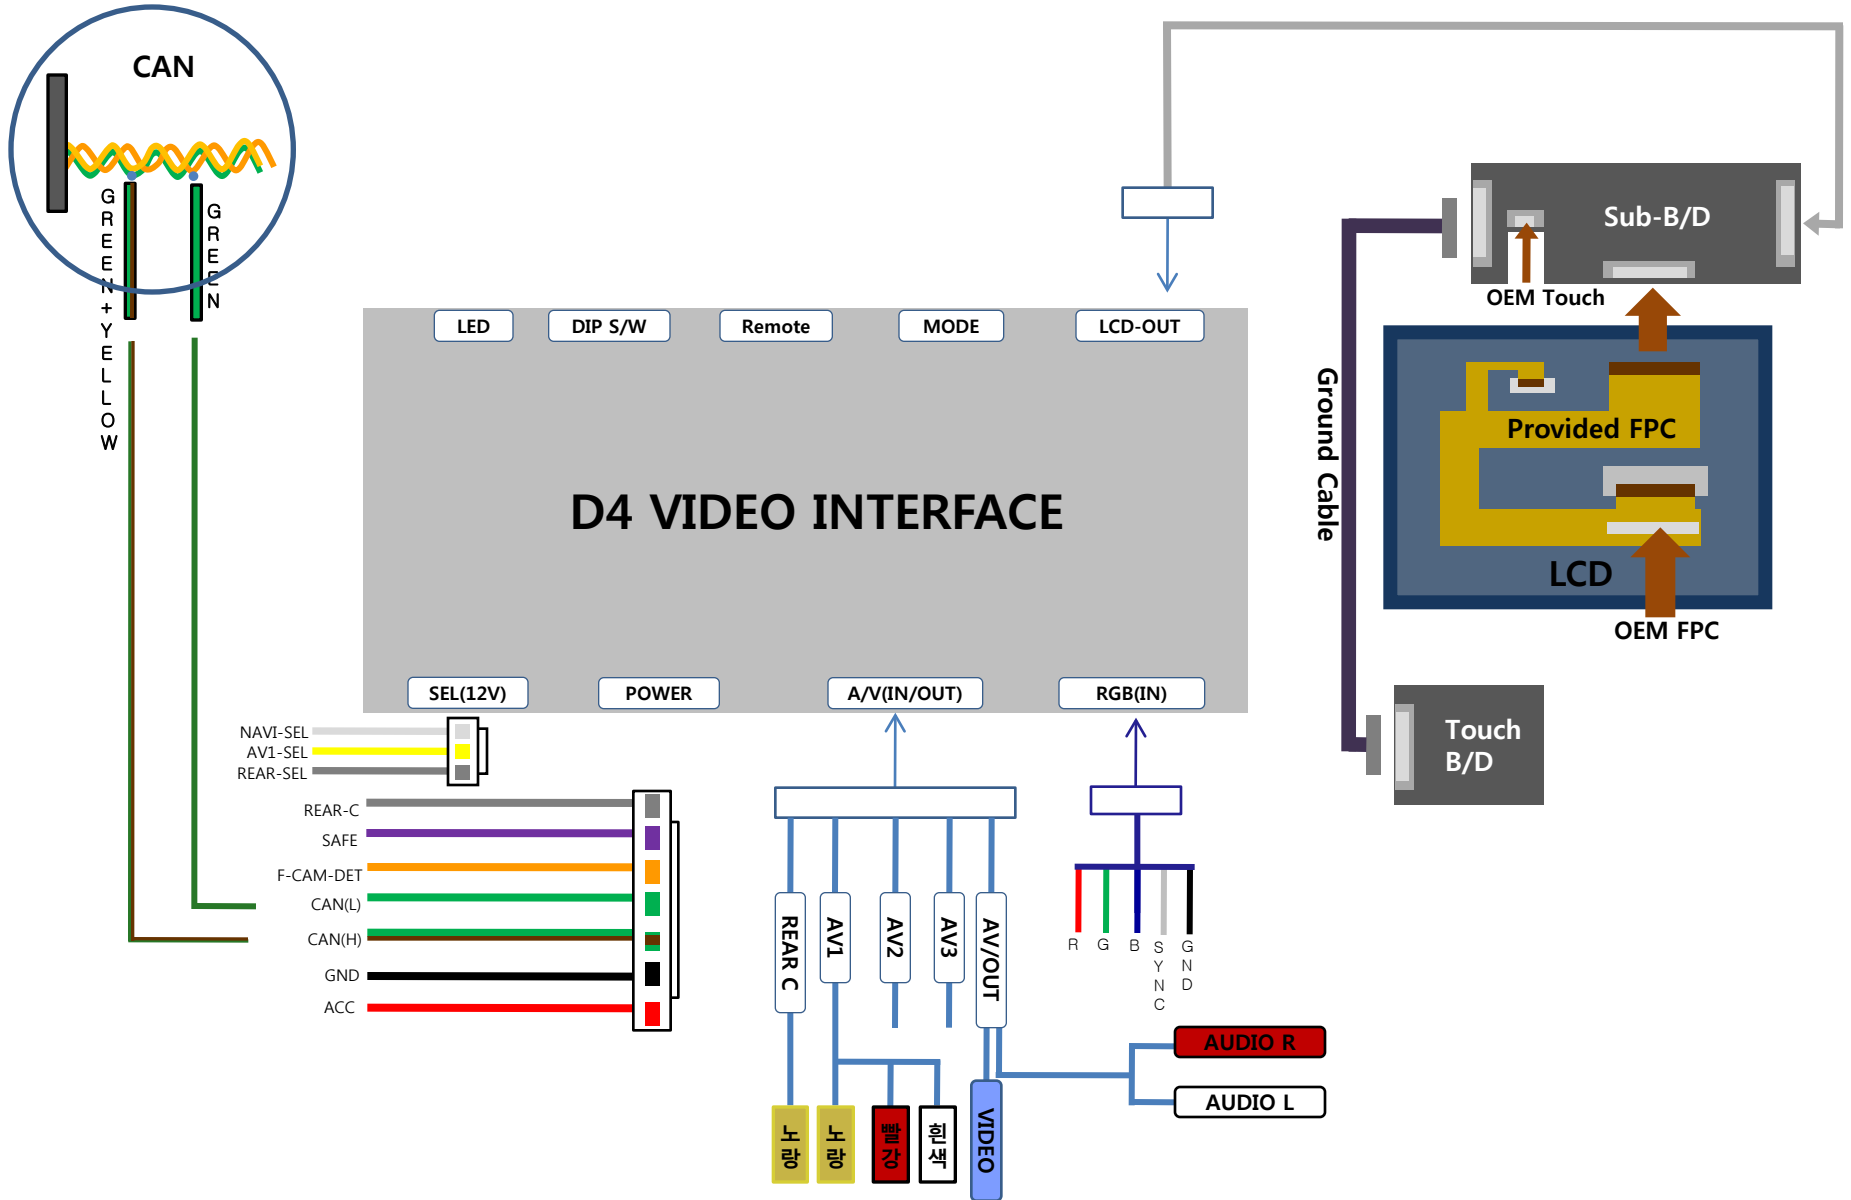 CAN
GREEN+YELLOW
GREEN
Sub-B/D
OEM Touch
LED
DIP S/W
Remote
MODE
LCD-OUT
Ground Cable
Provided FPC
LCD
OEM FPC
D4 VIDEO INTERFACE
SEL(12V)
POWER
A/V(IN/OUT)
RGB(IN)
Touch
B/D
NAVI-SEL
AV1-SEL
REAR-SEL
REAR-C
SAFE
F-CAM-DET
CAN(L)
CAN(H)
GND
ACC
REAR C
AV1
AV2
AV3
AV/OUT
R
G
B
SYNC
GND
AUDIO R
AUDIO L
노랑
노랑
빨강
흰색
VIDEO